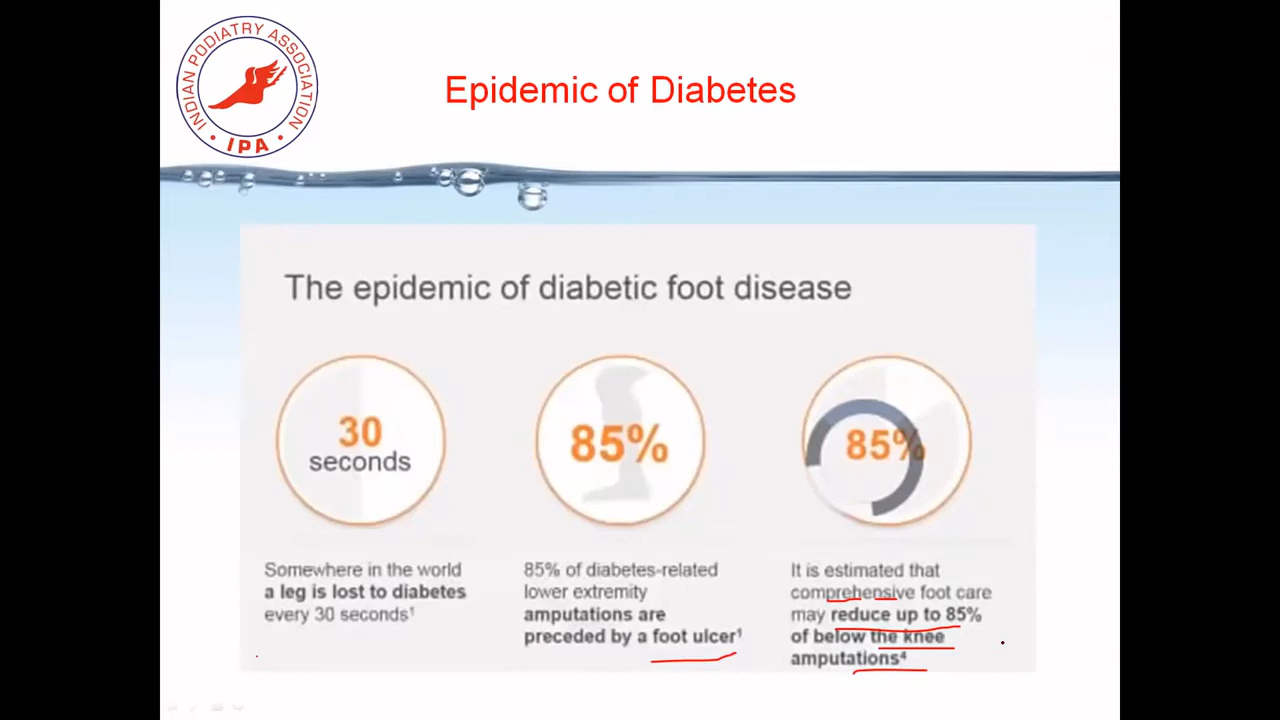 INDIAN PODIATRY ASSOCIATION
IPA
Epidemic of Diabetes
The epidemic of diabetic foot disease
30
seconds
Somewhere in the world
a leg is lost to diabetes
every 30 seconds¹
85%
85% of diabetes-related
lower extremity
amputations are
preceded by a foot ulcer¹
85%
It is estimated that
comprehensive foot care
may reduce up to 85%
of below the knee
amputations⁴